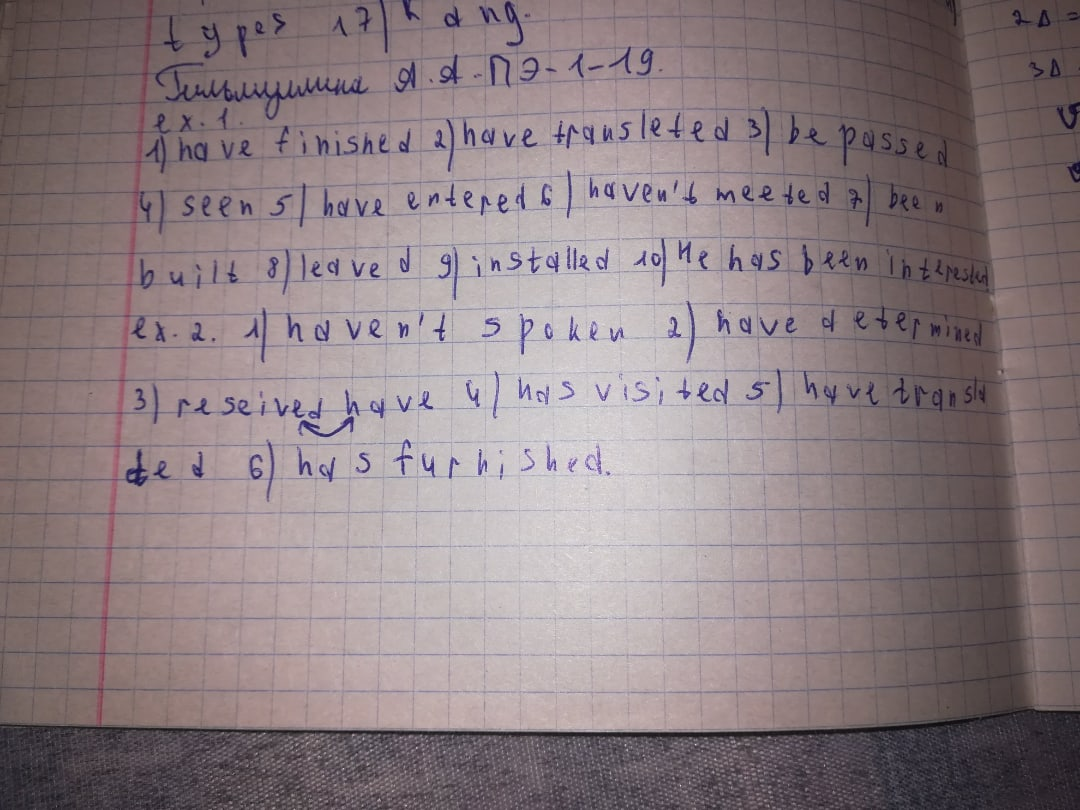 types 17) k d ng.
Гильмуллина А.А-ПЭ-1-19.
ex.1.
1) have finished 2) have transleted 3) be passed
4) seen 5) have entered 6) haven't meeted 7) been
built 8) leaved 9) installed 10) He has been interested
ex.2. 1) haven't spoken 2) have determined
3) reseived have 4) has visited 5) have transla
ted 6) has furnished.
2Δ =
3Δ